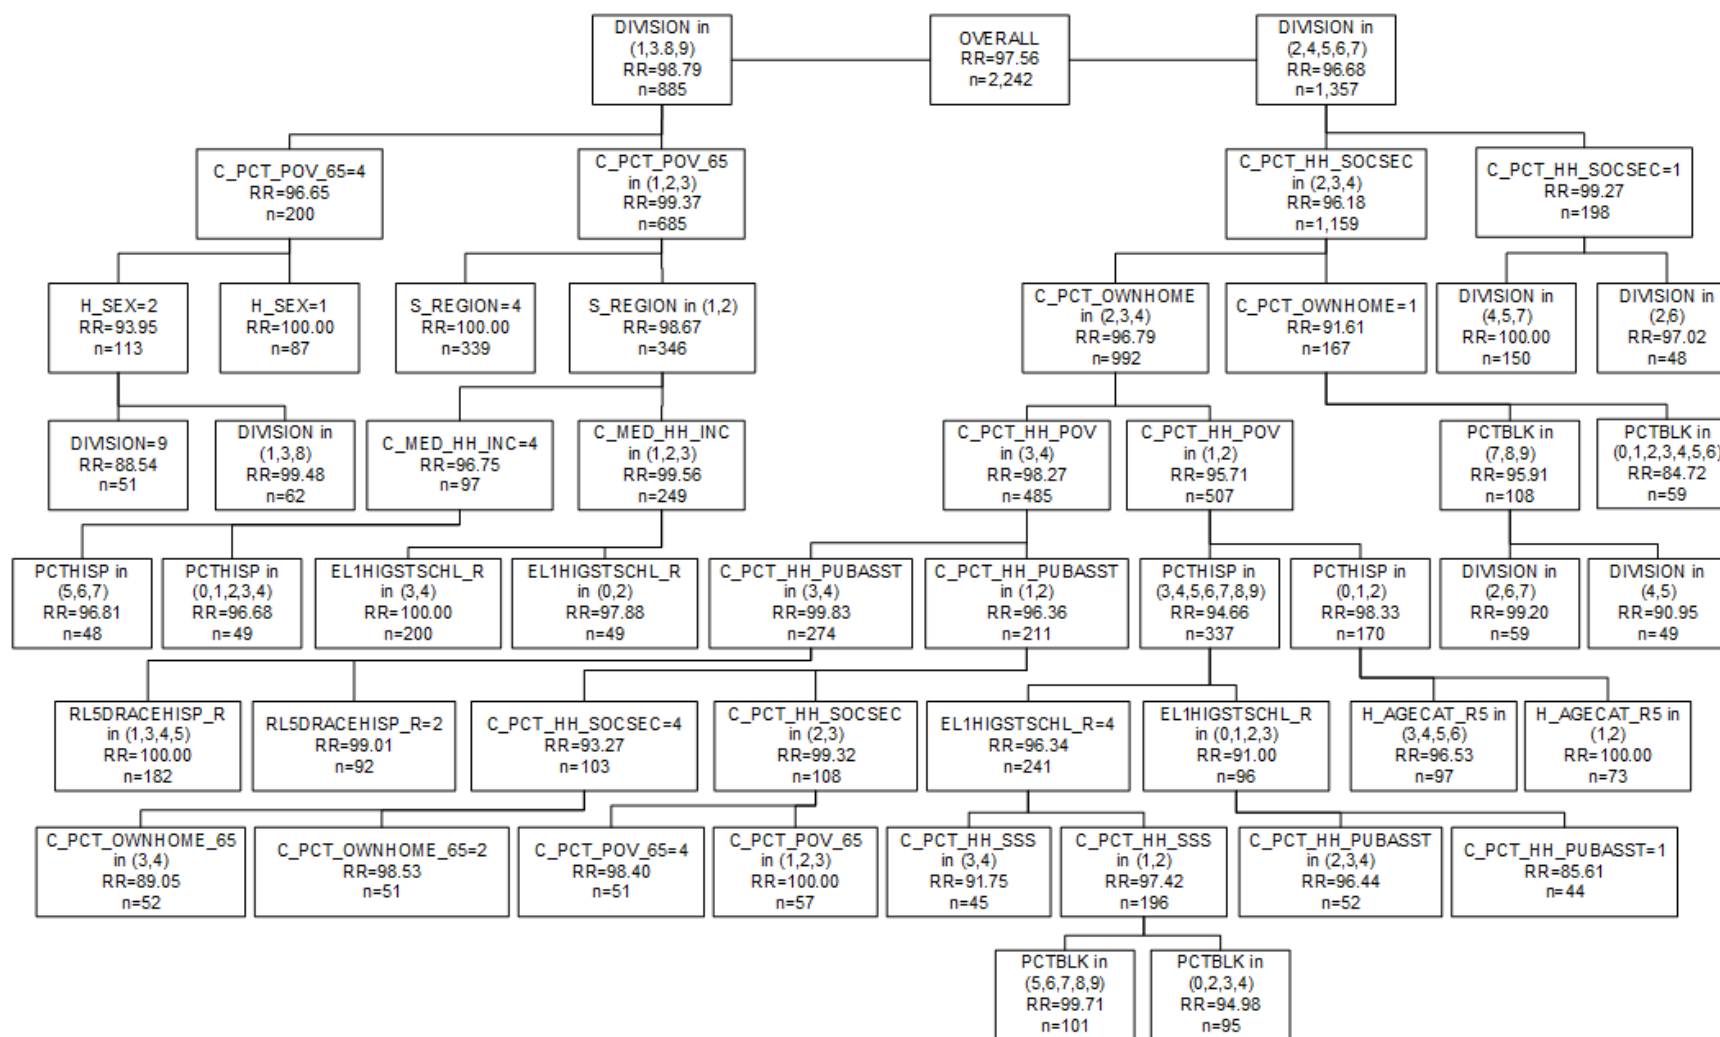 DIVISION in
(1,3.8,9)
RR=98.79
n=885
OVERALL
RR=97.56
n=2,242
DIVISION in
(2,4,5,6,7)
RR=96.68
n=1,357
C_PCT_POV_65=4
RR=96.65
n=200
C_PCT_POV_65
in (1,2,3)
RR=99.37
n=685
C_PCT_HH_SOCSEC
in (2,3,4)
RR=96.18
n=1,159
C_PCT_HH_SOCSEC=1
RR=99.27
n=198
H_SEX=2
RR=93.95
n=113
H_SEX=1
RR=100.00
n=87
S_REGION=4
RR=100.00
n=339
S_REGION in (1,2)
RR=98.67
n=346
C_PCT_OWNHOME
in (2,3,4)
RR=96.79
n=992
C_PCT_OWNHOME=1
RR=91.61
n=167
DIVISION in
(4,5,7)
RR=100.00
n=150
DIVISION in
(2,6)
RR=97.02
n=48
DIVISION=9
RR=88.54
n=51
DIVISION in
(1,3,8)
RR=99.48
n=62
C_MED_HH_INC=4
RR=96.75
n=97
C_MED_HH_INC
in (1,2,3)
RR=99.56
n=249
C_PCT_HH_POV
in (3,4)
RR=98.27
n=485
C_PCT_HH_POV
in (1,2)
RR=95.71
n=507
PCTBLK in
(7,8,9)
RR=95.91
n=108
PCTBLK in
(0,1,2,3,4,5,6)
RR=84.72
n=59
PCTHISP in
(5,6,7)
RR=96.81
n=48
PCTHISP in
(0,1,2,3,4)
RR=96.68
n=49
EL1HIGSTSCHL_R
in (3,4)
RR=100.00
n=200
EL1HIGSTSCHL_R
in (0,2)
RR=97.88
n=49
C_PCT_HH_PUBASST
in (3,4)
RR=99.83
n=274
C_PCT_HH_PUBASST
in (1,2)
RR=96.36
n=211
PCTHISP in
(3,4,5,6,7,8,9)
RR=94.66
n=337
PCTHISP in
(0,1,2)
RR=98.33
n=170
DIVISION in
(2,6,7)
RR=99.20
n=59
DIVISION in
(4,5)
RR=90.95
n=49
RL5DRACEHISP_R
in (1,3,4,5)
RR=100.00
n=182
RL5DRACEHISP_R=2
RR=99.01
n=92
C_PCT_HH_SOCSEC=4
RR=93.27
n=103
C_PCT_HH_SOCSEC
in (2,3)
RR=99.32
n=108
EL1HIGSTSCHL_R=4
RR=96.34
n=241
EL1HIGSTSCHL_R
in (0,1,2,3)
RR=91.00
n=96
H_AGECAT_R5 in
(3,4,5,6)
RR=96.53
n=97
H_AGECAT_R5 in
(1,2)
RR=100.00
n=73
C_PCT_OWNHOME_65
in (3,4)
RR=89.05
n=52
C_PCT_OWNHOME_65=2
RR=98.53
n=51
C_PCT_POV_65=4
RR=98.40
n=51
C_PCT_POV_65
in (1,2,3)
RR=100.00
n=57
C_PCT_HH_SSS
in (3,4)
RR=91.75
n=45
C_PCT_HH_SSS
in (1,2)
RR=97.42
n=196
C_PCT_HH_PUBASST
in (2,3,4)
RR=96.44
n=52
C_PCT_HH_PUBASST=1
RR=85.61
n=44
PCTBLK in
(5,6,7,8,9)
RR=99.71
n=101
PCTBLK in
(0,2,3,4)
RR=94.98
n=95